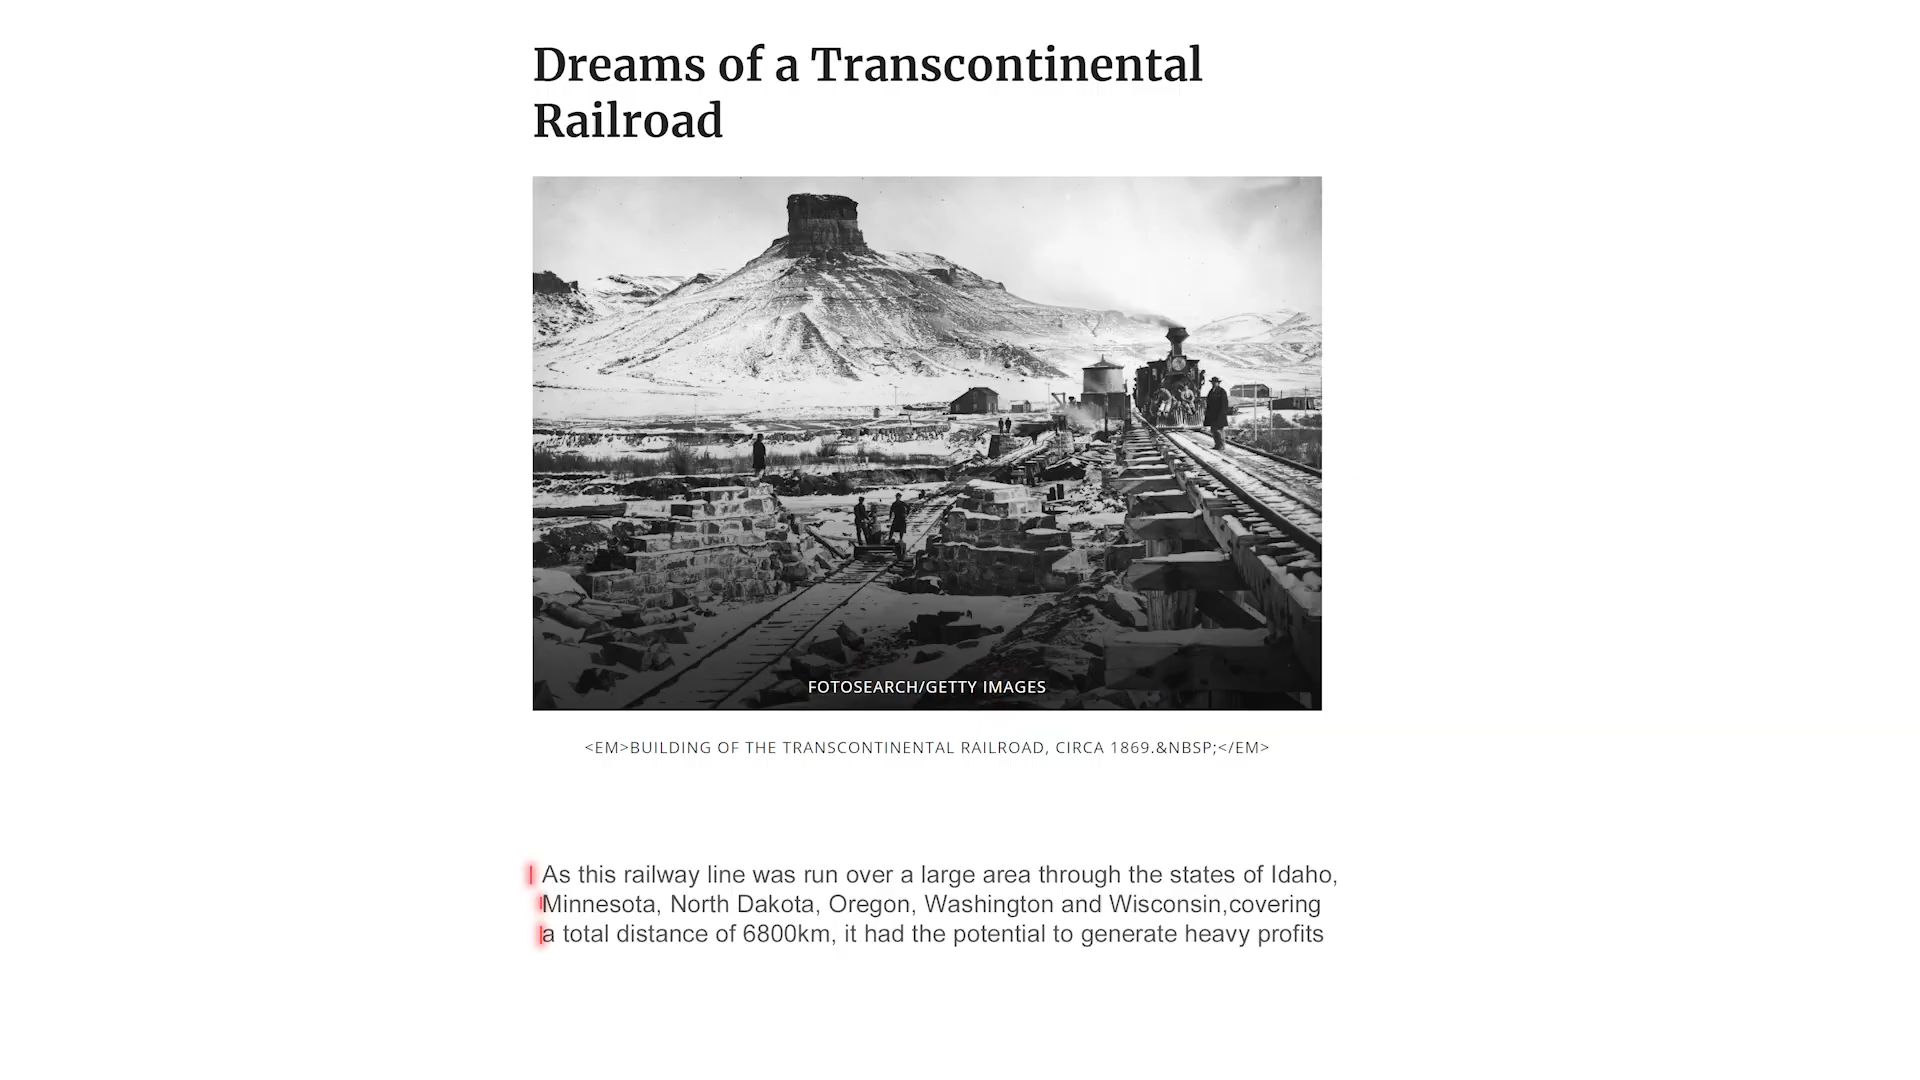 Dreams of a Transcontinental
Railroad
FOTOSEARCH/GETTY IMAGES
<EM>BUILDING OF THE TRANSCONTINENTAL RAILROAD, CIRCA 1869.&NBSP;</EM>
As this railway line was run over a large area through the states of Idaho,
Minnesota, North Dakota, Oregon, Washington and Wisconsin,covering
a total distance of 6800km, it had the potential to generate heavy profits